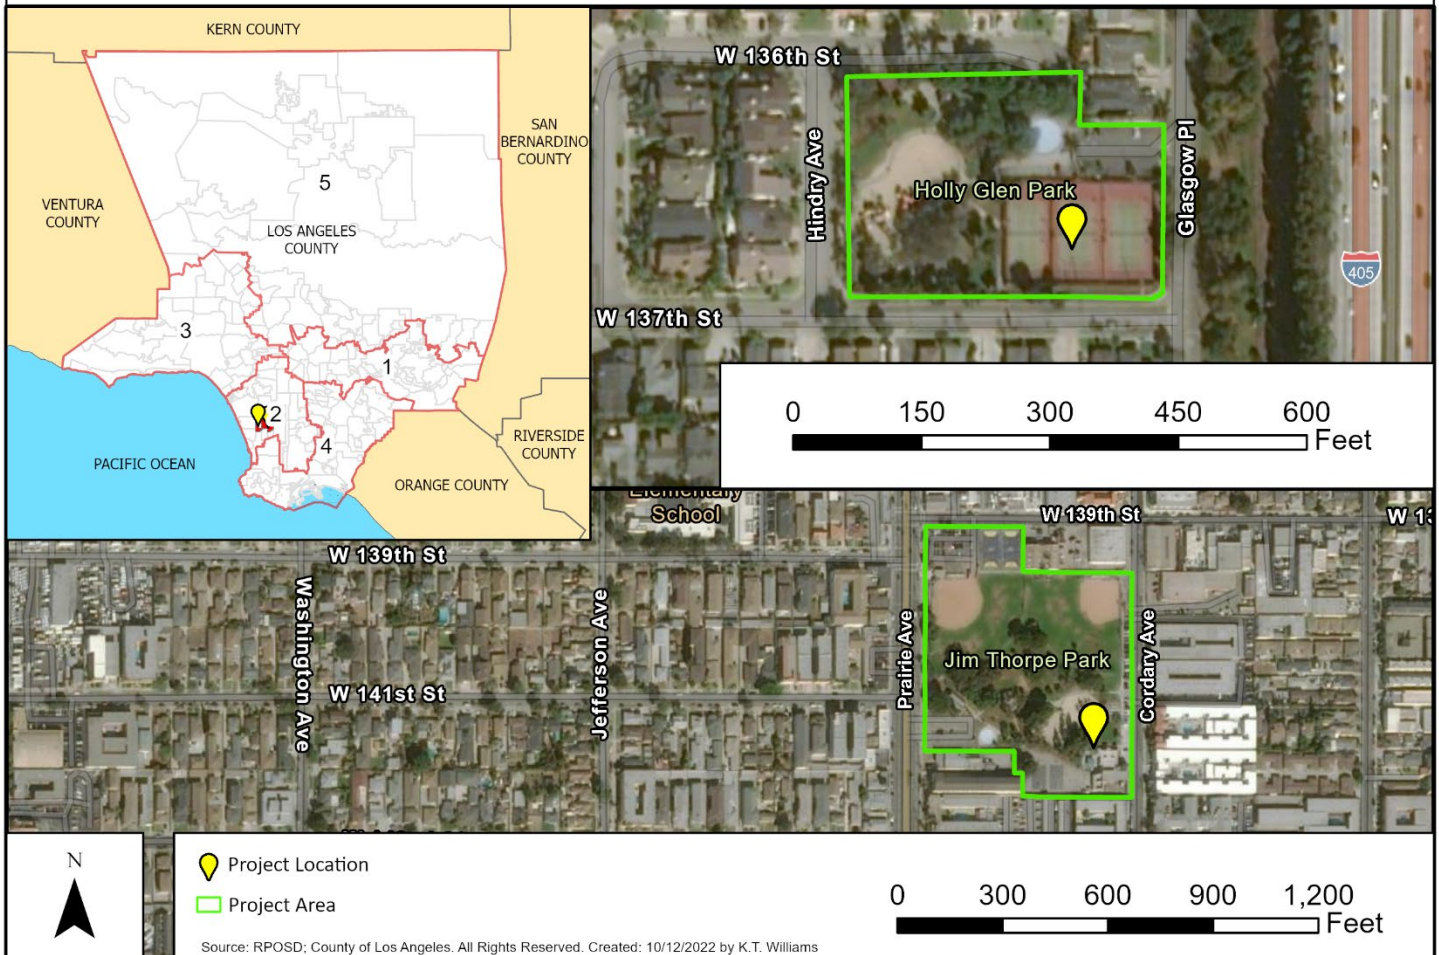 KERN COUNTY
SAN
BERNARDINO
COUNTY
5
VENTURA
COUNTY
LOS ANGELES
COUNTY
3
1
2
4
RIVERSIDE
COUNTY
PACIFIC OCEAN
ORANGE COUNTY
W 136th St
Hindry Ave
Glasgow Pl
Holly Glen Park
405
W 137th St
0 150 300 450 600
Feet
Elementary
School
W 139th St
W 13
W 139th St
Washington Ave
Jefferson Ave
Prairie Ave
Cordary Ave
Jim Thorpe Park
W 141st St
N
Project Location
Project Area
0 300 600 900 1,200
Feet
Source: RPOSD; County of Los Angeles. All Rights Reserved. Created: 10/12/2022 by K.T. Williams